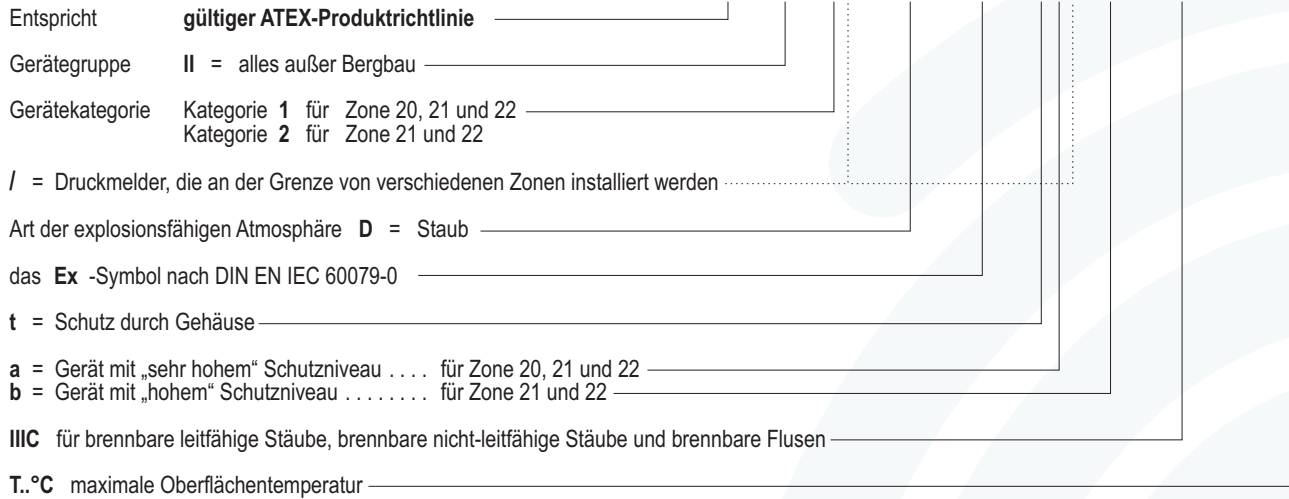 Entspricht gültiger ATEX-Produktrichtlinie
Gerätegruppe II = alles außer Bergbau
Gerätekategorie Kategorie 1 für Zone 20, 21 und 22
Kategorie 2 für Zone 21 und 22
/ = Druckmelder, die an der Grenze von verschiedenen Zonen installiert werden
Art der explosionsfähigen Atmosphäre D = Staub
das Ex -Symbol nach DIN EN IEC 60079-0
t = Schutz durch Gehäuse
a = Gerät mit „sehr hohem“ Schutzniveau . . . . für Zone 20, 21 und 22
b = Gerät mit „hohem“ Schutzniveau . . . . . . . . für Zone 21 und 22
IIIC für brennbare leitfähige Stäube, brennbare nicht-leitfähige Stäube und brennbare Flusen
T..°C maximale Oberflächentemperatur